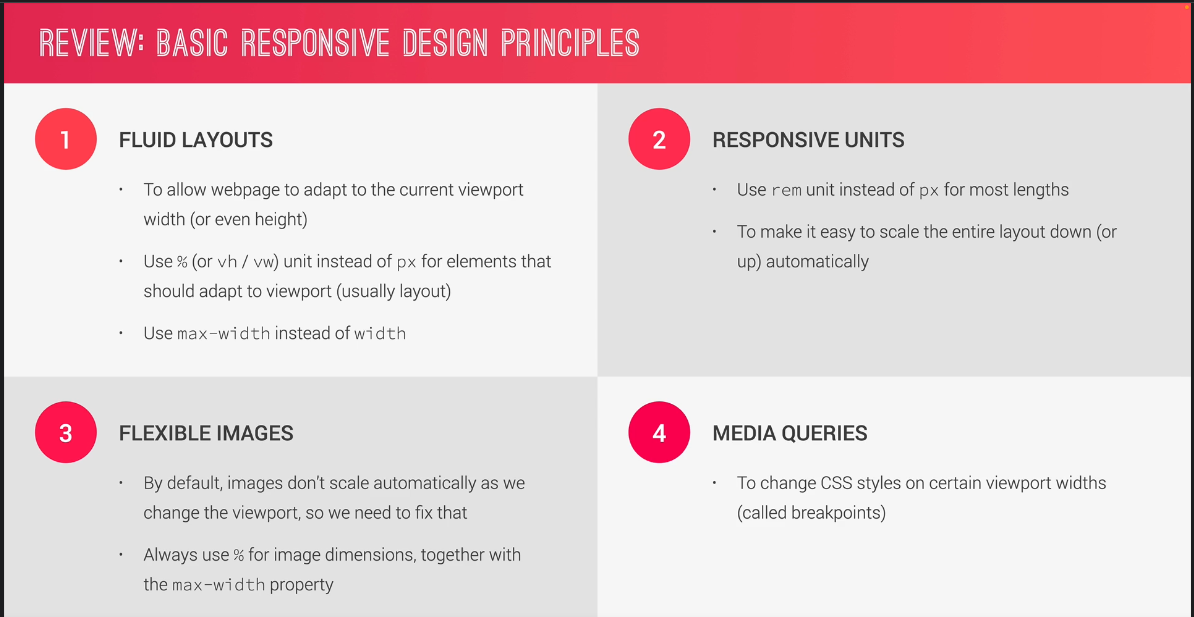 REVIEW: BASIC RESPONSIVE DESIGN PRINCIPLES
1
FLUID LAYOUTS
• To allow webpage to adapt to the current viewport
width (or even height)
• Use % (or vh / vw) unit instead of px for elements that
should adapt to viewport (usually layout)
• Use max-width instead of width
2
RESPONSIVE UNITS
• Use rem unit instead of px for most lengths
• To make it easy to scale the entire layout down (or
up) automatically
3
FLEXIBLE IMAGES
• By default, images don’t scale automatically as we
change the viewport, so we need to fix that
• Always use % for image dimensions, together with
the max-width property
4
MEDIA QUERIES
• To change CSS styles on certain viewport widths
(called breakpoints)